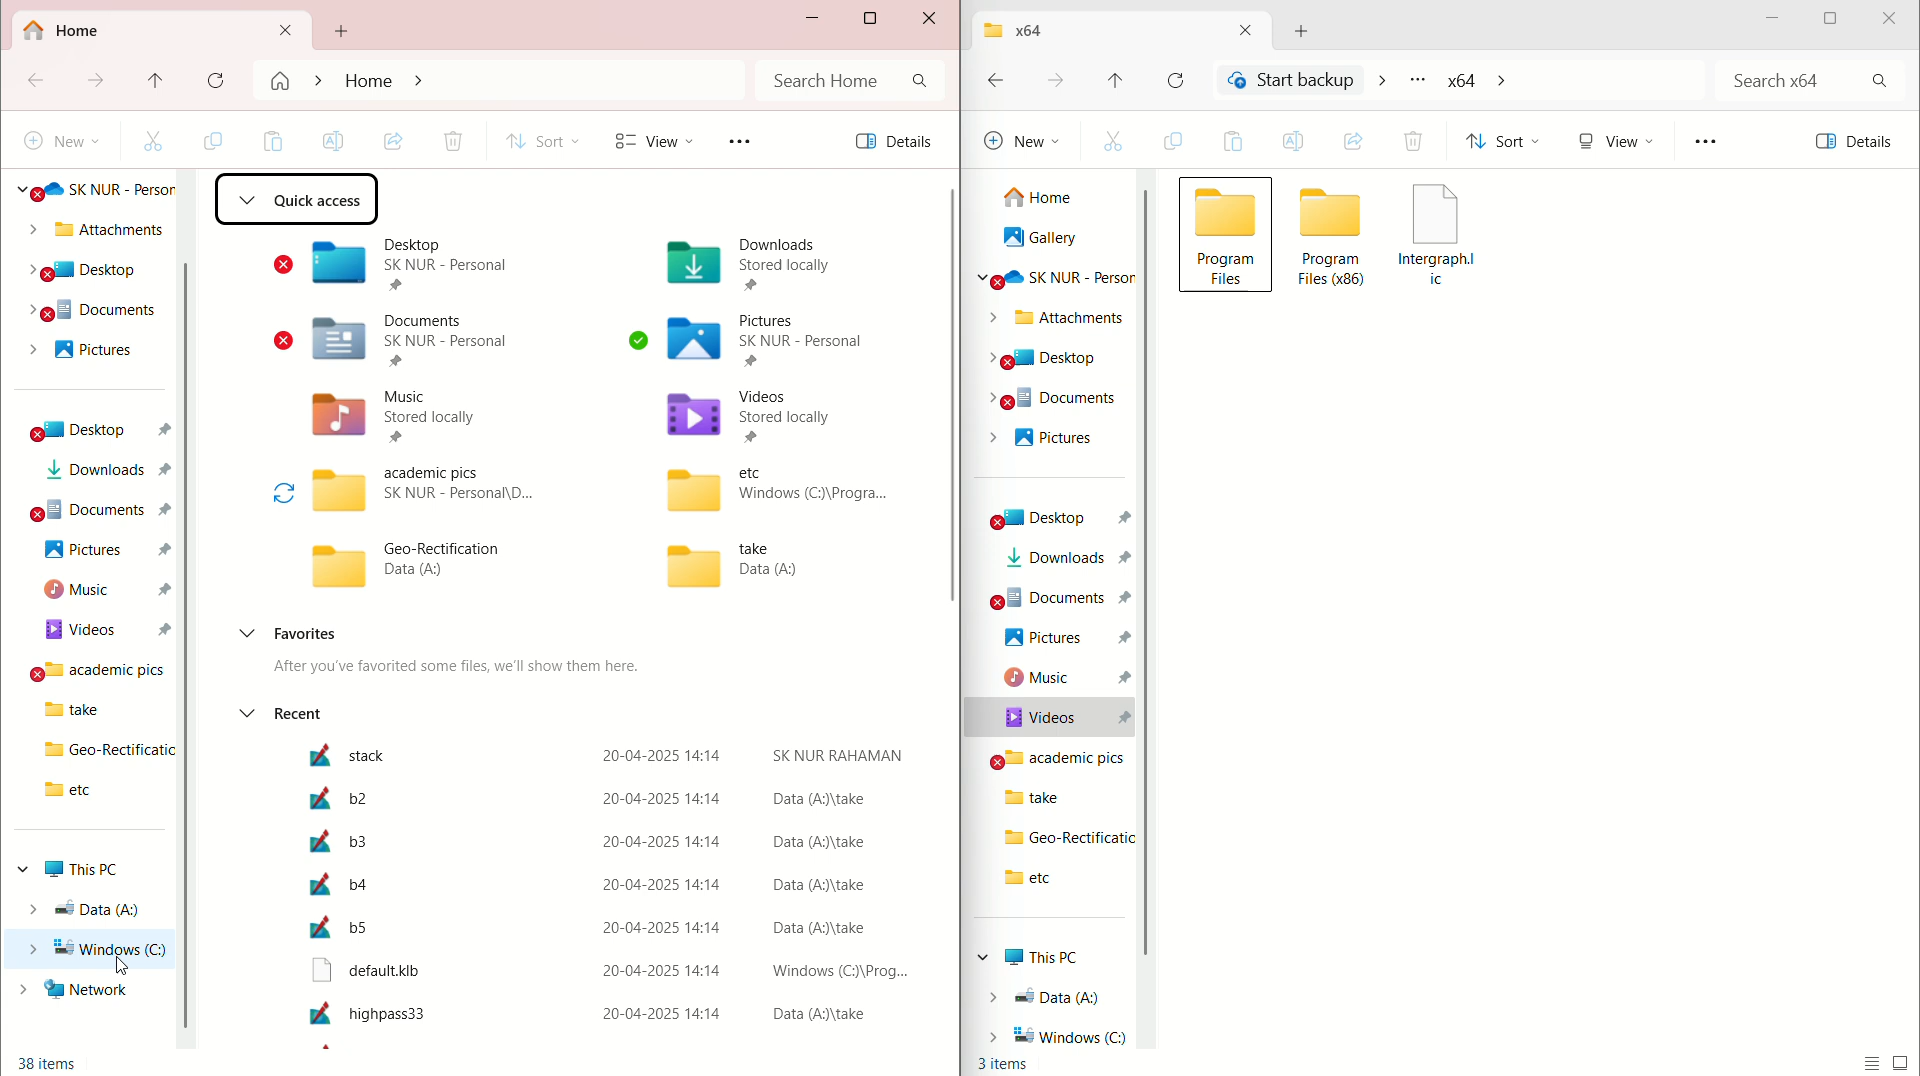 Home
Home
Search Home
New
Sort
View
Details
SK NUR - Person
Attachments
Desktop
Documents
Pictures
Desktop
Downloads
Documents
Pictures
Music
Videos
academic pics
take
Geo-Rectificatio
etc
This PC
Data (A:)
Windows (C:)
Network
38 items
Quick access
Desktop
SK NUR - Personal
Downloads
Stored locally
Documents
SK NUR - Personal
Pictures
SK NUR - Personal
Music
Stored locally
Videos
Stored locally
academic pics
SK NUR - Personal\D...
etc
Windows (C:)\Progra...
Geo-Rectification
Data (A:)
take
Data (A:)
Favorites
After you've favorited some files, we'll show them here.
Recent
stack 20-04-2025 14:14 SK NUR RAHAMAN
b2 20-04-2025 14:14 Data (A:)\take
b3 20-04-2025 14:14 Data (A:)\take
b4 20-04-2025 14:14 Data (A:)\take
b5 20-04-2025 14:14 Data (A:)\take
default.klb 20-04-2025 14:14 Windows (C:)\Prog...
highpass33 20-04-2025 14:14 Data (A:)\take
x64
Start backup
x64
Search x64
New
Sort
View
Details
Home
Gallery
SK NUR - Person
Attachments
Desktop
Documents
Pictures
Desktop
Downloads
Documents
Pictures
Music
Videos
academic pics
take
Geo-Rectificatio
etc
This PC
Data (A:)
Windows (C:)
3 items
Program
Files
Program
Files (x86)
Intergraph.l
ic